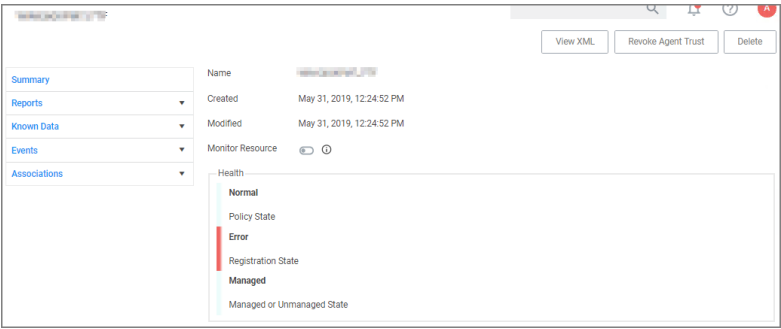 A
View XML
Revoke Agent Trust
Delete
Summary
Reports
Known Data
Events
Associations
Name
Created May 31, 2019, 12:24:52 PM
Modified May 31, 2019, 12:24:52 PM
Monitor Resource
Health
Normal
Policy State
Error
Registration State
Managed
Managed or Unmanaged State